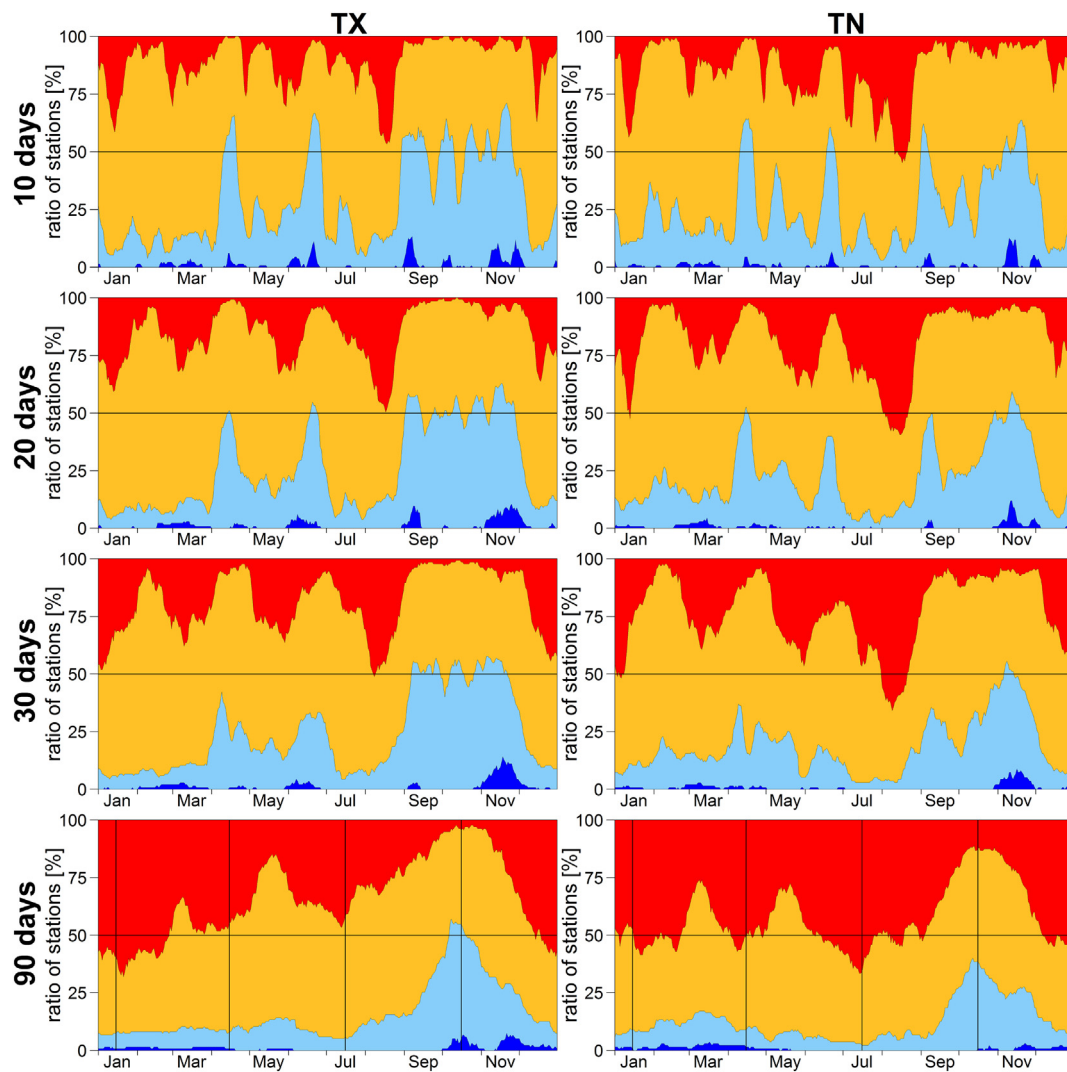 TX TN
10 days
ratio of stations [%]
100
75
50
25
0
Jan Mar May Jul Sep Nov
ratio of stations [%]
100
75
50
25
0
Jan Mar May Jul Sep Nov
20 days
ratio of stations [%]
100
75
50
25
0
Jan Mar May Jul Sep Nov
ratio of stations [%]
100
75
50
25
0
Jan Mar May Jul Sep Nov
30 days
ratio of stations [%]
100
75
50
25
0
Jan Mar May Jul Sep Nov
ratio of stations [%]
100
75
50
25
0
Jan Mar May Jul Sep Nov
90 days
ratio of stations [%]
100
75
50
25
0
Jan Mar May Jul Sep Nov
ratio of stations [%]
100
75
50
25
0
Jan Mar May Jul Sep Nov